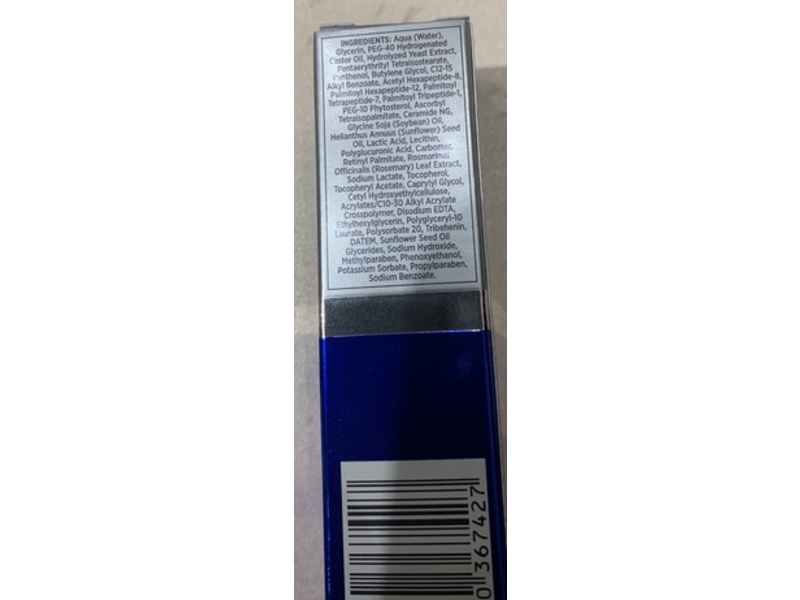 INGREDIENTS: Aqua (Water),
Glycerin, PEG-40 Hydrogenated
Castor Oil, Hydrolyzed Yeast Extract,
Pentaerythrityl Tetraisostearate,
Panthenol, Butylene Glycol, C12-15
Alkyl Benzoate, Acetyl Hexapeptide-8,
Palmitoyl Hexapeptide-12, Palmitoyl
Tetrapeptide-7, Palmitoyl Tripeptide-1,
PEG-10 Phytosterol, Ascorbyl
Tetraisopalmitate, Ceramide NG,
Glycine Soja (Soybean) Oil,
Helianthus Annuus (Sunflower) Seed
Oil, Lactic Acid, Lecithin,
Polyglucuronic Acid, Carbomer,
Retinyl Palmitate, Rosmarinus
Officinalis (Rosemary) Leaf Extract,
Sodium Lactate, Tocopherol,
Tocopheryl Acetate, Caprylyl Glycol,
Cetyl Hydroxyethylcellulose,
Acrylates/C10-30 Alkyl Acrylate
Crosspolymer, Disodium EDTA,
Ethylhexylglycerin, Polyglyceryl-10
Laurate, Polysorbate 20, Tribehenin,
DATEM, Sunflower Seed Oil
Glycerides, Sodium Hydroxide,
Methylparaben, Phenoxyethanol,
Potassium Sorbate, Propylparaben,
Sodium Benzoate.
0 367427